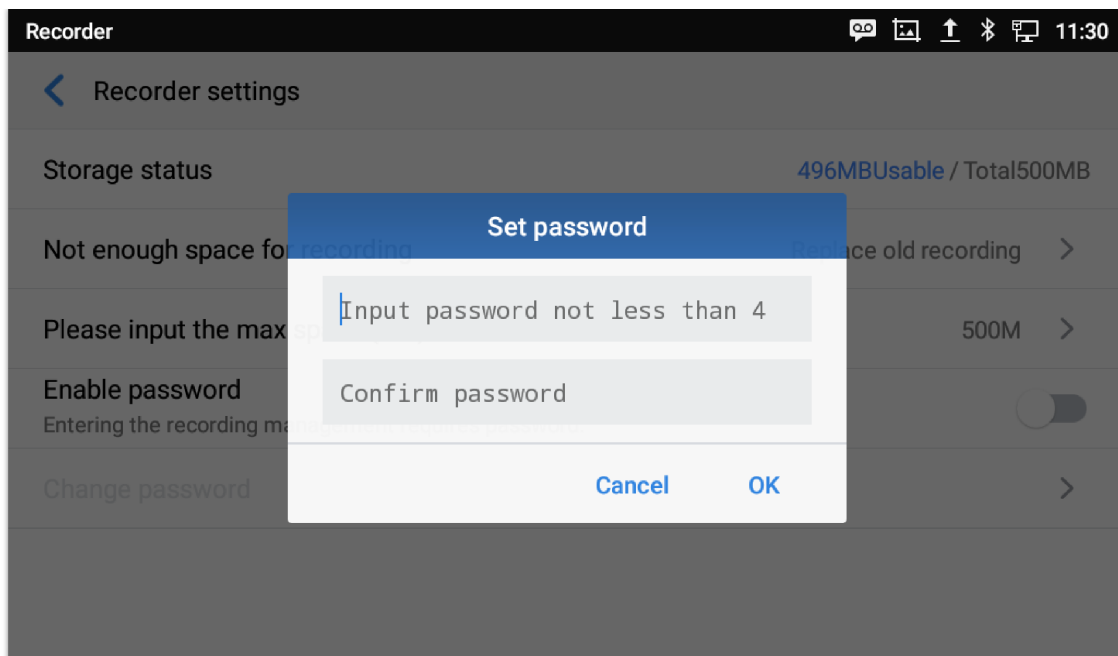 Recorder
11:30
Recorder settings
Storage status
496MBUsable / Total500MB
Set password
Not enough space for recording
Replace old recording
Input password not less than 4
Please input the max
500M
Enable password
Confirm password
Entering the recording
Cancel
OK
Change password